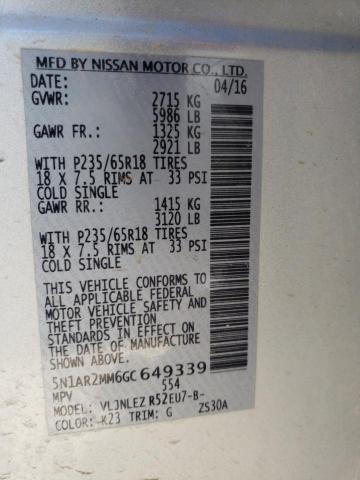 MFD BY NISSAN MOTOR CO., LTD.
DATE: 04/16
GVWR: 2715 KG
5986 LB
GAWR FR.: 1325 KG
2921 LB
WITH P235/65R18 TIRES
18 X 7.5 RIMS AT 33 PSI
COLD SINGLE
GAWR RR.: 1415 KG
3120 LB
WITH P235/65R18 TIRES
18 X 7.5 RIMS AT 33 PSI
COLD SINGLE
THIS VEHICLE CONFORMS TO
ALL APPLICABLE FEDERAL
MOTOR VEHICLE SAFETY AND
THEFT PREVENTION
STANDARDS IN EFFECT ON
THE DATE OF MANUFACTURE
SHOWN ABOVE.
5N1AR2MM6GC649339
MPV 554
MODEL: VLJNLEZ R52EU7-B-
COLOR: K23 TRIM: G ZS30A